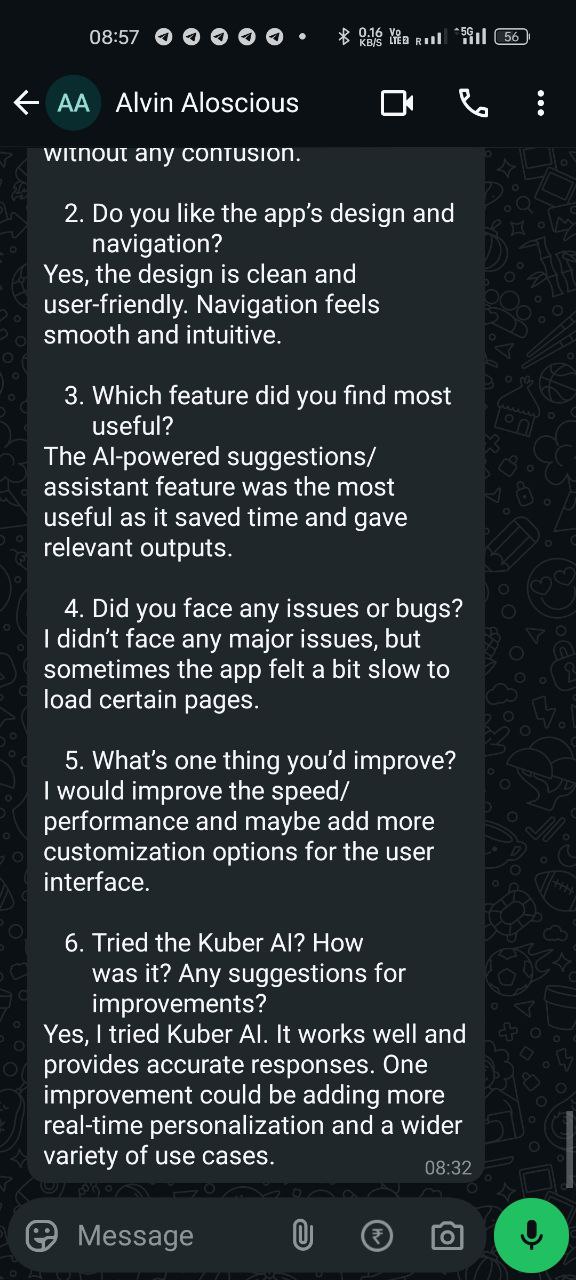 08:57
0.16 KB/S
Vo LTE 2
R
5G
56
AA
Alvin Aloscious
without any confusion.
2. Do you like the app's design and
navigation?
Yes, the design is clean and
user-friendly. Navigation feels
smooth and intuitive.
3. Which feature did you find most
useful?
The AI-powered suggestions/
assistant feature was the most
useful as it saved time and gave
relevant outputs.
4. Did you face any issues or bugs?
I didn't face any major issues, but
sometimes the app felt a bit slow to
load certain pages.
5. What's one thing you'd improve?
I would improve the speed/
performance and maybe add more
customization options for the user
interface.
6. Tried the Kuber AI? How
was it? Any suggestions for
improvements?
Yes, I tried Kuber AI. It works well and
provides accurate responses. One
improvement could be adding more
real-time personalization and a wider
variety of use cases.
08:32
Message
₹